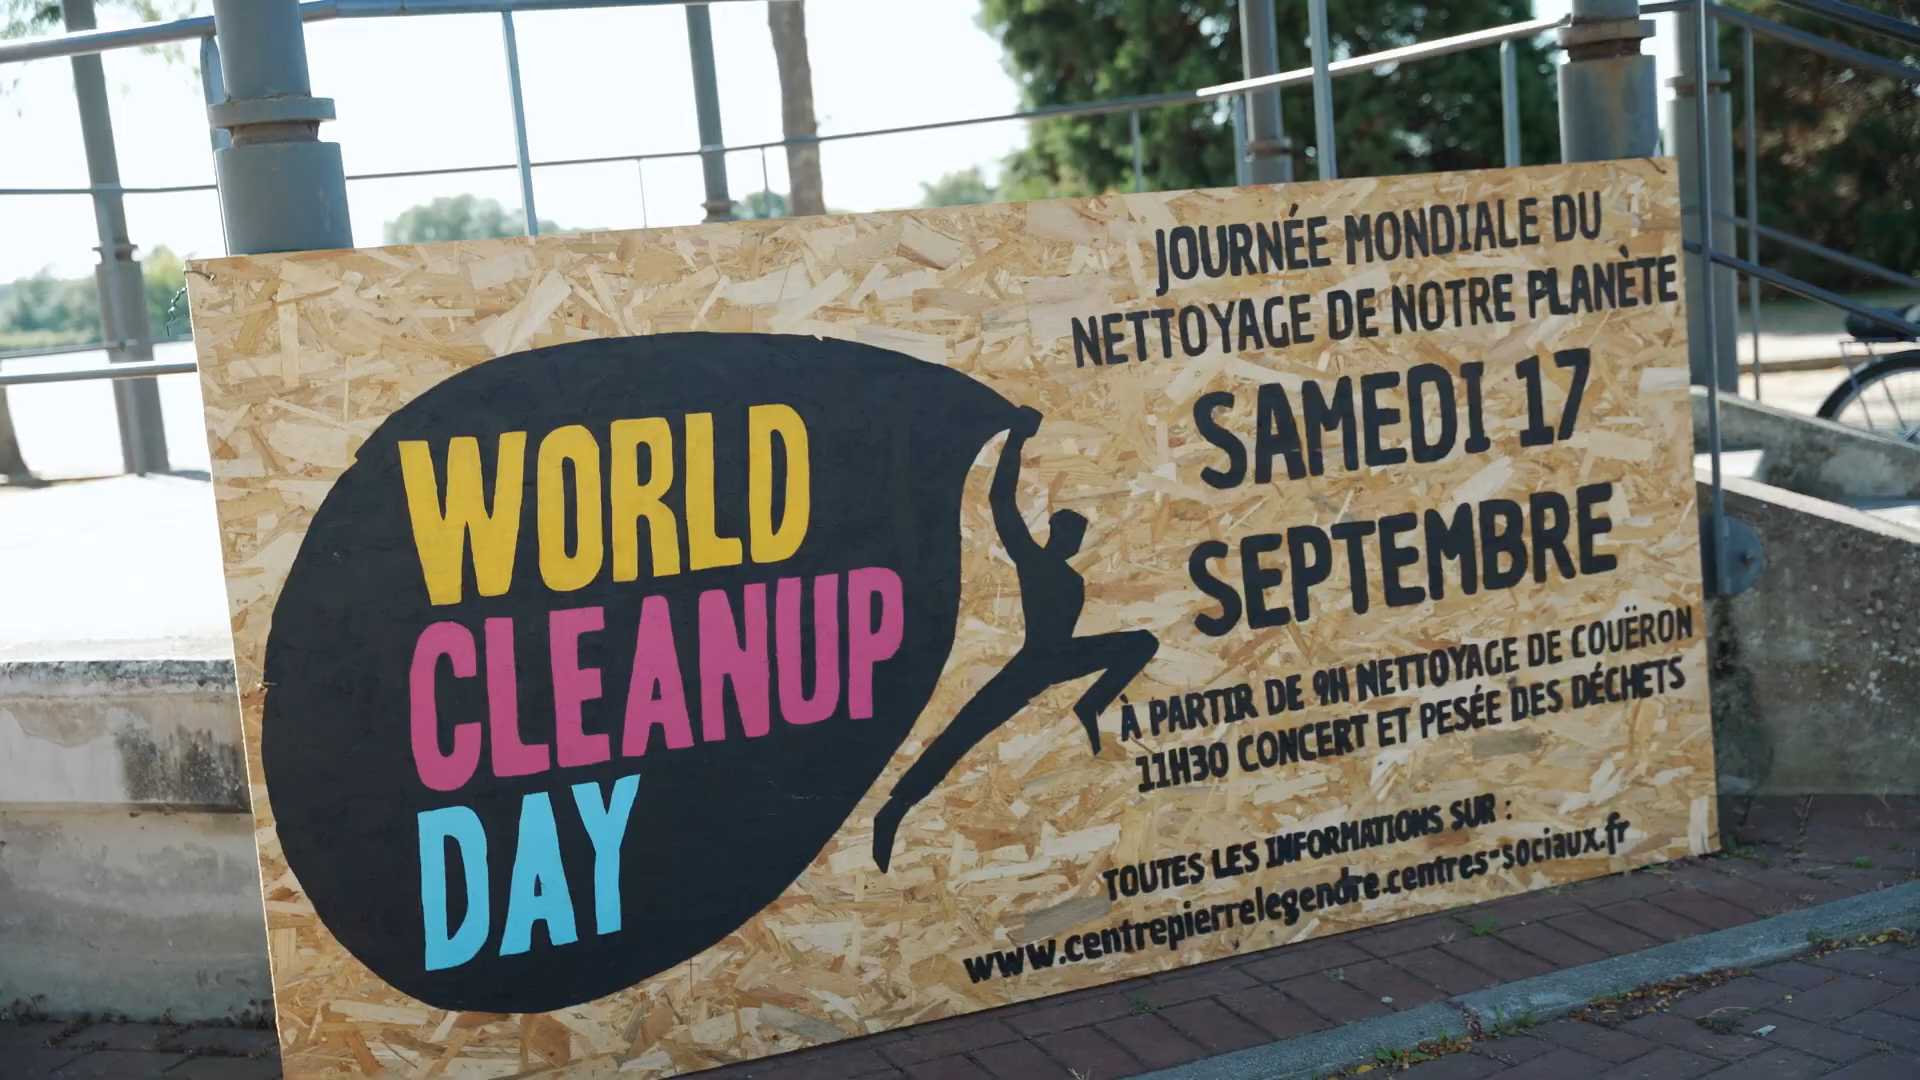 WORLD
CLEANUP
DAY
JOURNÉE MONDIALE DU
NETTOYAGE DE NOTRE PLANÈTE
SAMEDI 17
SEPTEMBRE
À PARTIR DE 9H NETTOYAGE DE COUËRON
11H30 CONCERT ET PESÉE DES DÉCHETS
TOUTES LES INFORMATIONS SUR :
www.centrepierrelegendre.centres-sociaux.fr